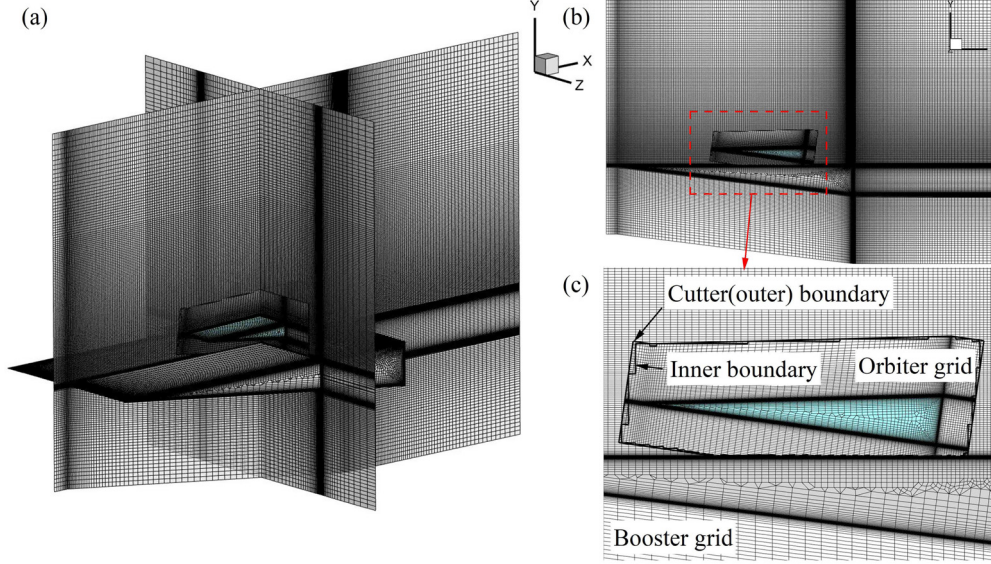 (a)
Y
X
Z
(b)
Y
(c)
Cutter(outer) boundary
Inner boundary
Orbiter grid
Booster grid